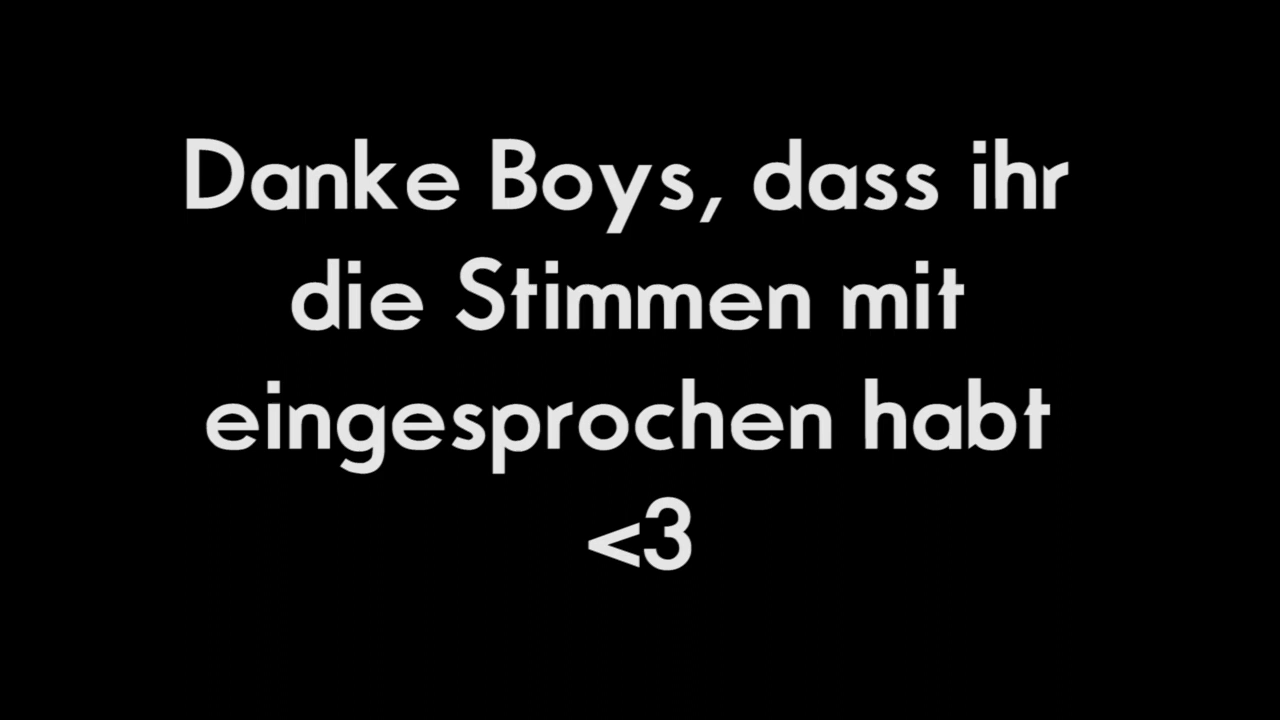 Danke Boys, dass ihr
die Stimmen mit
eingesprochen habt
<3